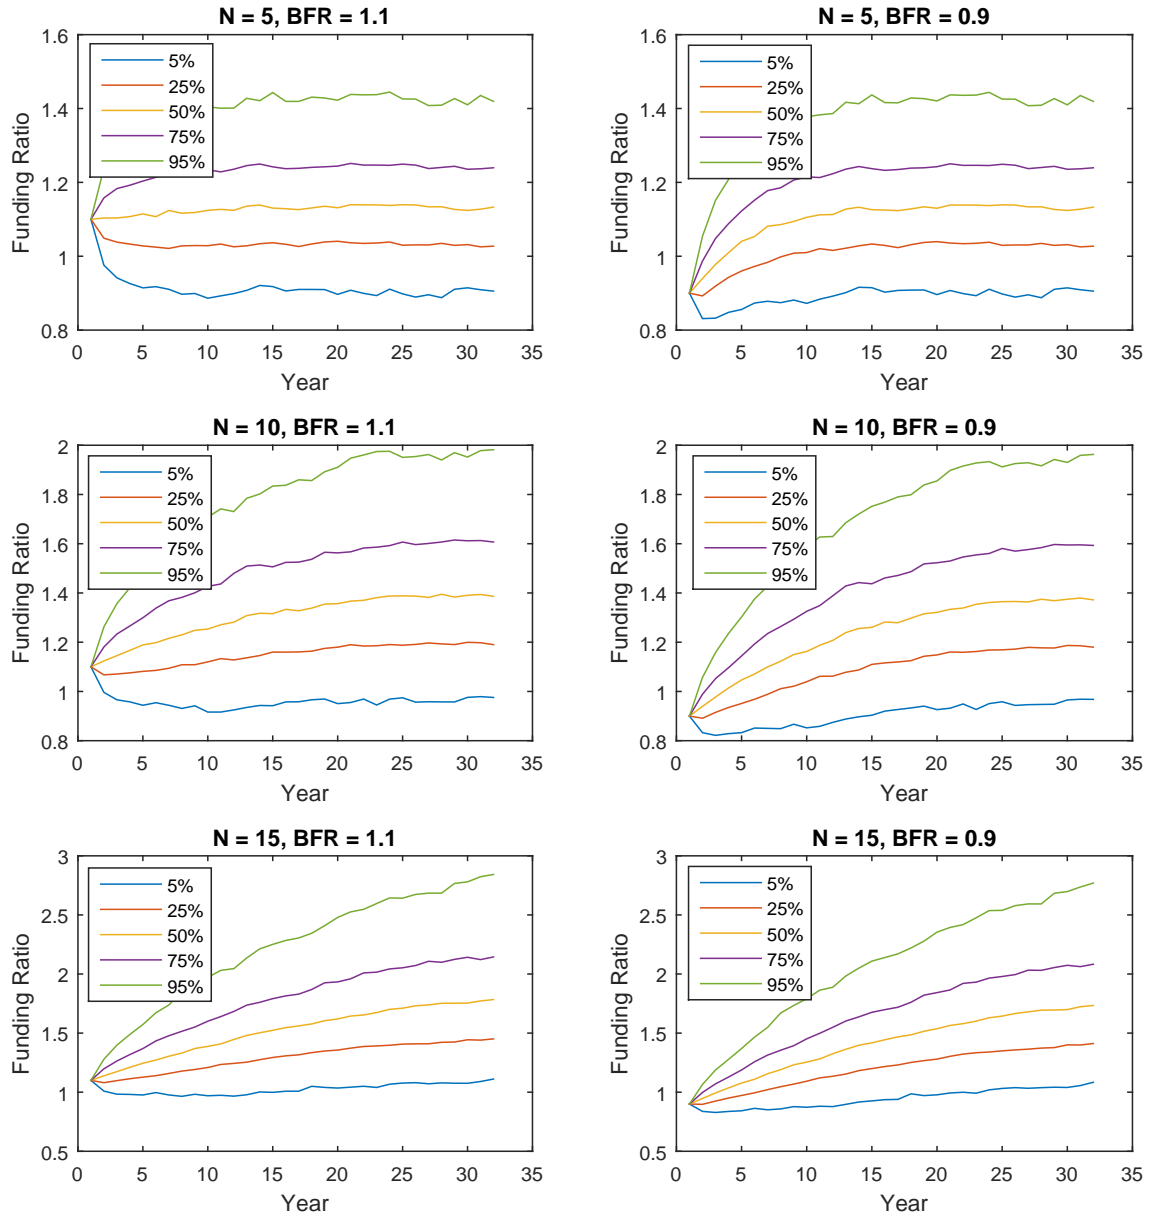 N = 5, BFR = 1.1
1.6
1.4
1.2
1
0.8
Funding Ratio
5%
25%
50%
75%
95%
0 5 10 15 20 25 30 35
Year
N = 5, BFR = 0.9
1.6
1.4
1.2
1
0.8
Funding Ratio
5%
25%
50%
75%
95%
0 5 10 15 20 25 30 35
Year
N = 10, BFR = 1.1
2
1.8
1.6
1.4
1.2
1
0.8
Funding Ratio
5%
25%
50%
75%
95%
0 5 10 15 20 25 30 35
Year
N = 10, BFR = 0.9
2
1.8
1.6
1.4
1.2
1
0.8
Funding Ratio
5%
25%
50%
75%
95%
0 5 10 15 20 25 30 35
Year
N = 15, BFR = 1.1
3
2.5
2
1.5
1
0.5
Funding Ratio
5%
25%
50%
75%
95%
0 5 10 15 20 25 30 35
Year
N = 15, BFR = 0.9
3
2.5
2
1.5
1
0.5
Funding Ratio
5%
25%
50%
75%
95%
0 5 10 15 20 25 30 35
Year